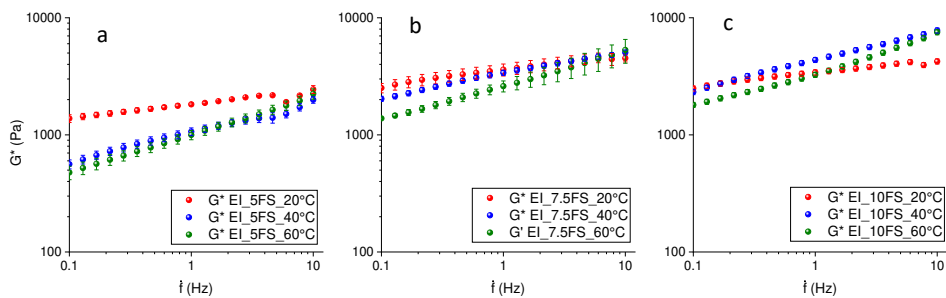 a
10000
1000
100
G* (Pa)
G* EI_5FS_20°C
G* EI_5FS_40°C
G* EI_5FS_60°C
0.1
1
10
ḟ (Hz)
b
10000
1000
100
G* EI_7.5FS_20°C
G* EI_7.5FS_40°C
G' EI_7.5FS_60°C
0.1
1
10
ḟ (Hz)
c
10000
1000
100
G* EI_10FS_20°C
G* EI_10FS_40°C
G* EI_10FS_60°C
0.1
1
10
ḟ (Hz)